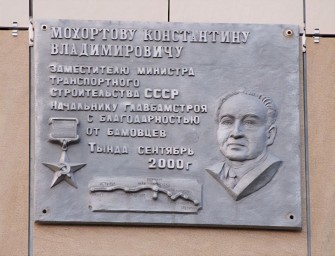 МОХОРТОВУ КОНСТАНТИНУ
ВЛАДИМИРОВИЧУ
ЗАМЕСТИТЕЛЮ МИНИСТРА
ТРАНСПОРТНОГО
СТРОИТЕЛЬСТВА СССР
НАЧАЛЬНИКУ ГЛАВБАМСТРОЯ
С БЛАГОДАРНОСТЬЮ
ОТ БАМОВЦЕВ
ТЫНДА СЕНТЯБРЬ
2000Г